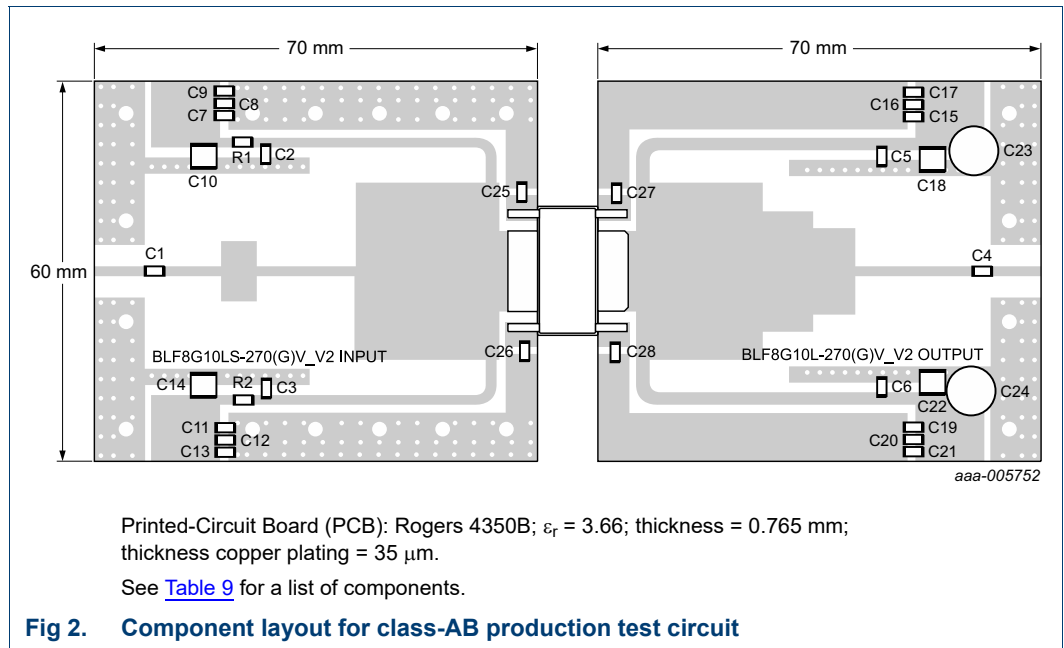 70 mm
70 mm
60 mm
C9
C8
C7
R1
C2
C10
C25
C1
C26
BLF8G10LS-270(G)V_V2 INPUT
C14
R2
C3
C11
C12
C13
C17
C16
C15
C5
C23
C18
C27
C4
C28
BLF8G10L-270(G)V_V2 OUTPUT
C6
C24
C22
C19
C20
C21
aaa-005752
Printed-Circuit Board (PCB): Rogers 4350B; εr = 3.66; thickness = 0.765 mm;
thickness copper plating = 35 μm.
See Table 9 for a list of components.
Fig 2. Component layout for class-AB production test circuit